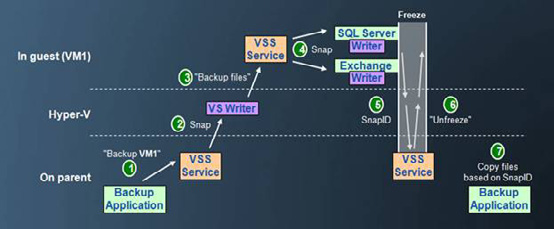 Freeze
In guest (VM1)
VSS
Service
4
Snap
SQL Server
Writer
Exchange
Writer
3
"Backup files"
Hyper-V
VS Writer
2
Snap
5
SnapID
6
"Unfreeze"
On parent
"Backup VM1"
1
Backup
Application
VSS
Service
VSS
Service
7
Copy files
based on SnapID
Backup
Application